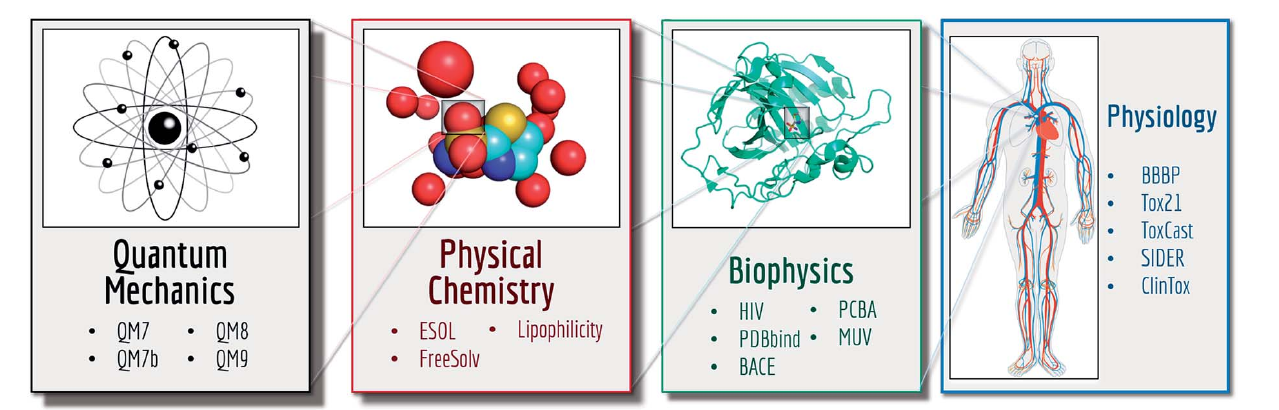 Quantum
Mechanics
• QM7 • QM8
• QM7b • QM9
Physical
Chemistry
• ESOL • Lipophilicity
• FreeSolv
Biophysics
• HIV • PCBA
• PDBbind • MUV
• BACE
Physiology
• BBBP
• Tox21
• ToxCast
• SIDER
• ClinTox